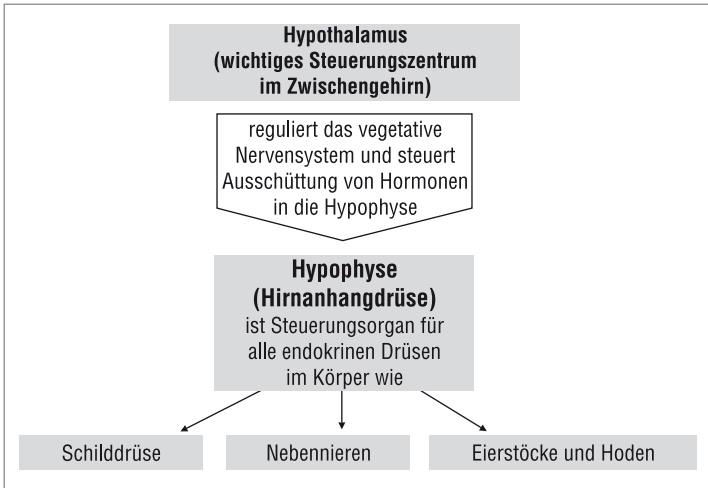 Hypothalamus
(wichtiges Steuerungszentrum
im Zwischengehirn)
reguliert das vegetative
Nervensystem und steuert
Ausschüttung von Hormonen
in die Hypophyse
Hypophyse
(Hirnanhangdrüse)
ist Steuerungsorgan für
alle endokrinen Drüsen
im Körper wie
Schilddrüse
Nebennieren
Eierstöcke und Hoden